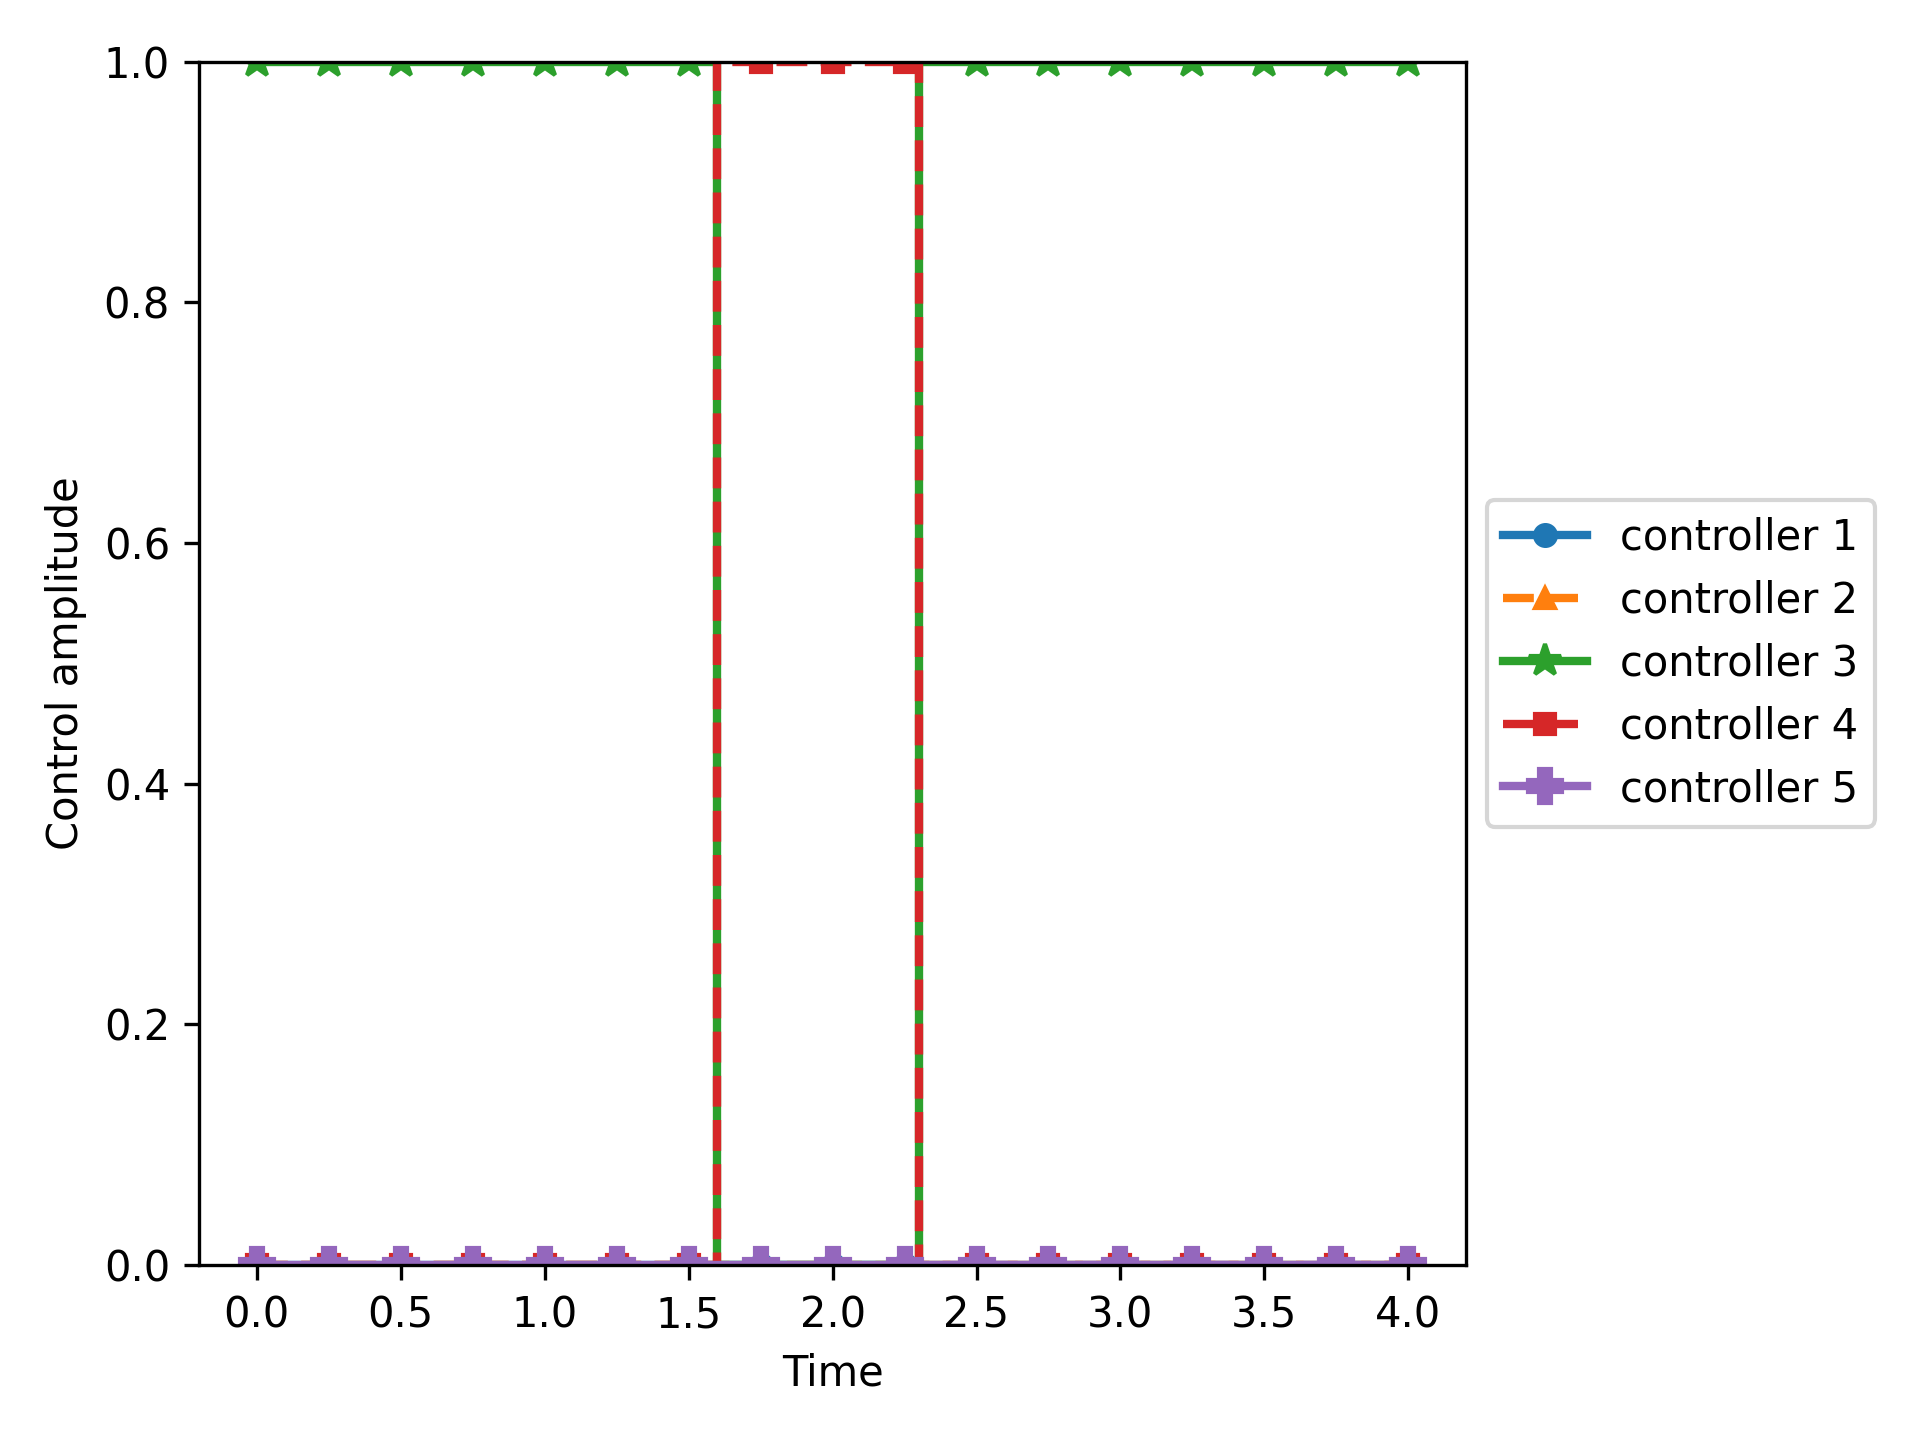 1.0
0.8
0.6
0.4
0.2
0.0
Control amplitude
0.0 0.5 1.0 1.5 2.0 2.5 3.0 3.5 4.0
Time
controller 1
controller 2
controller 3
controller 4
controller 5